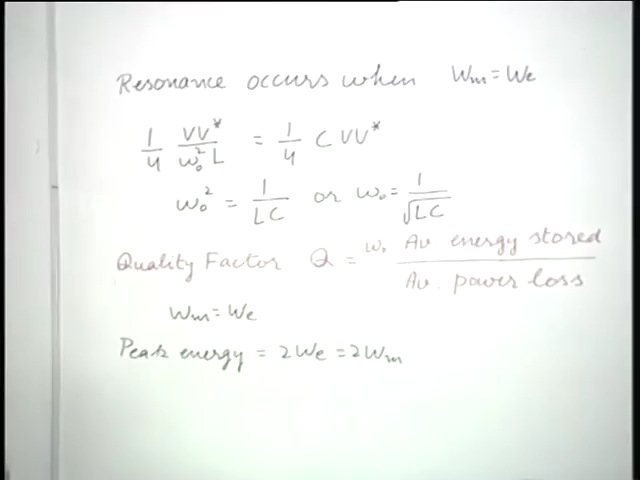 Resonance occurs when Wm = We
1/4 VV*/ω₀²L = 1/4 C VV*
ω₀² = 1/LC or ω₀ = 1/√LC
Quality Factor Q = ω₀ Av energy stored / Av. power loss
Wm = We
Peak energy = 2We = 2Wm